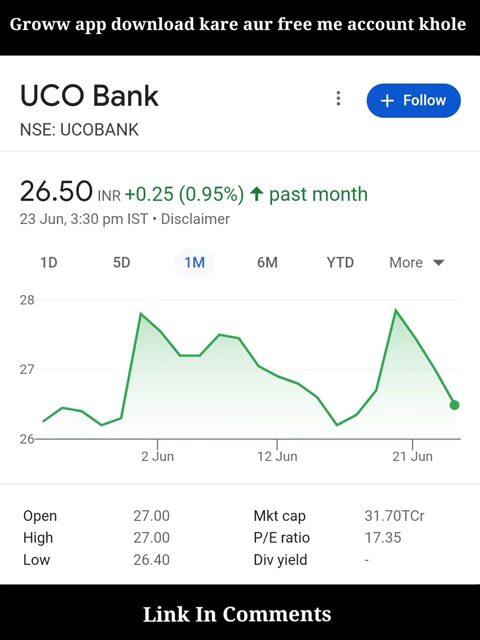 Groww app download kare aur free me account khole
UCO Bank
+ Follow
NSE: UCOBANK
26.50 INR +0.25 (0.95%) ↑ past month
23 Jun, 3:30 pm IST • Disclaimer
1D 5D 1M 6M YTD More
28
27
26
2 Jun 12 Jun 21 Jun
Open 27.00 Mkt cap 31.70TCr
High 27.00 P/E ratio 17.35
Low 26.40 Div yield -
Link In Comments